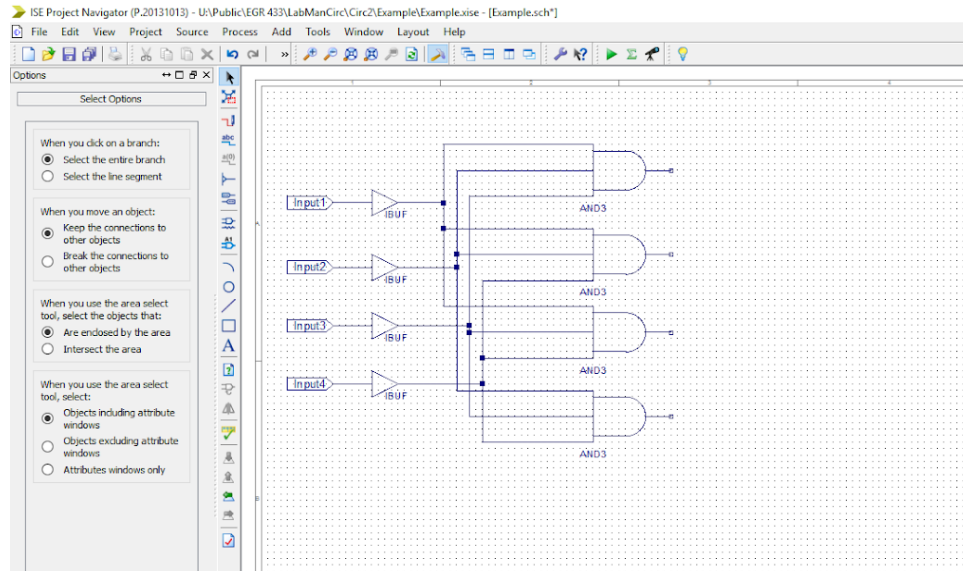 ISE Project Navigator (P.20131013) - U:\Public\EGR 433\LabManCirc\Circ2\Example\Example.xise - [Example.sch*]
File Edit View Project Source Process Add Tools Window Layout Help
Options
Select Options
When you click on a branch:
Select the entire branch
Select the line segment
When you move an object:
Keep the connections to
other objects
Break the connections to
other objects
When you use the area select
tool, select the objects that:
Are enclosed by the area
Intersect the area
When you use the area select
tool, select:
Objects including attribute
windows
Objects excluding attribute
windows
Attributes windows only
abc
A
Input1
IBUF
AND3
Input2
IBUF
AND3
Input3
IBUF
AND3
Input4
IBUF
AND3